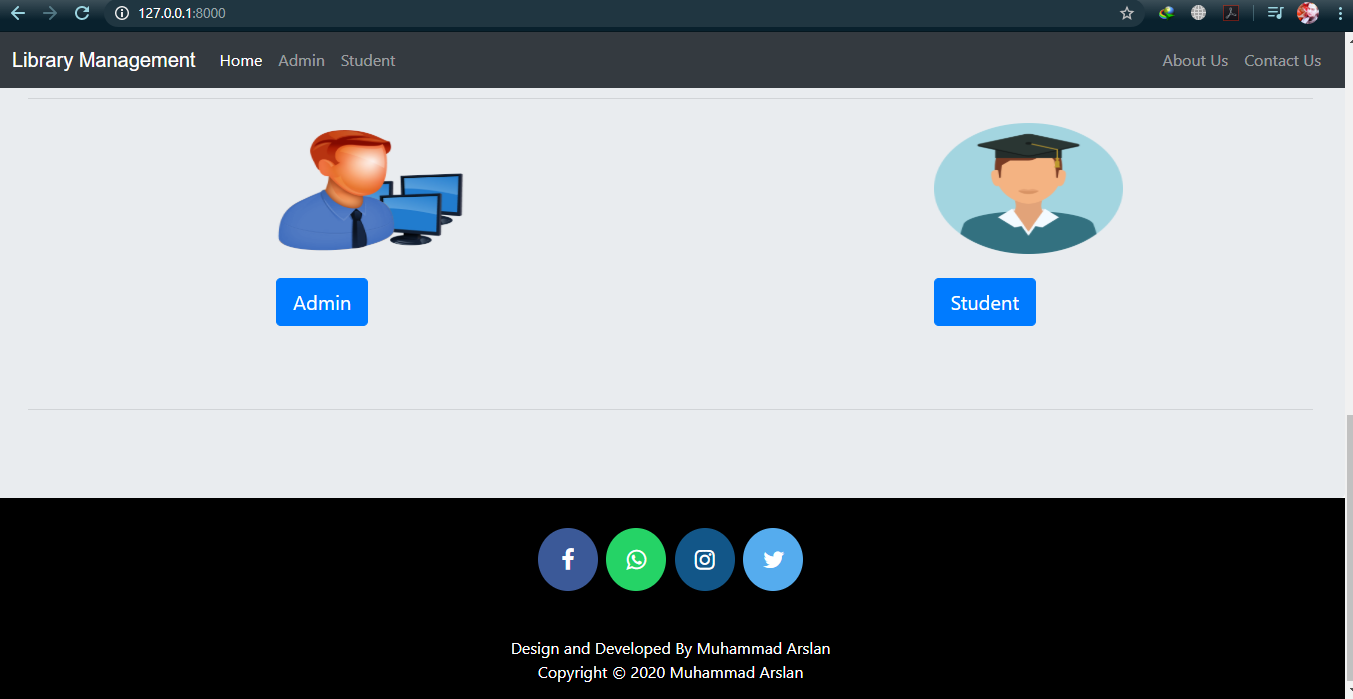 127.0.0.1:8000
Library Management Home Admin Student About Us Contact Us
Admin Student
Design and Developed By Muhammad Arslan
Copyright © 2020 Muhammad Arslan